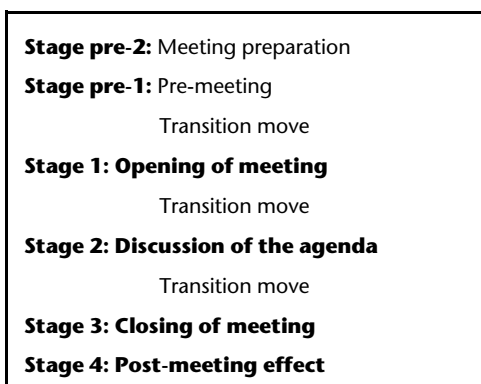 Stage pre-2: Meeting preparation
Stage pre-1: Pre-meeting
Transition move
Stage 1: Opening of meeting
Transition move
Stage 2: Discussion of the agenda
Transition move
Stage 3: Closing of meeting
Stage 4: Post-meeting effect